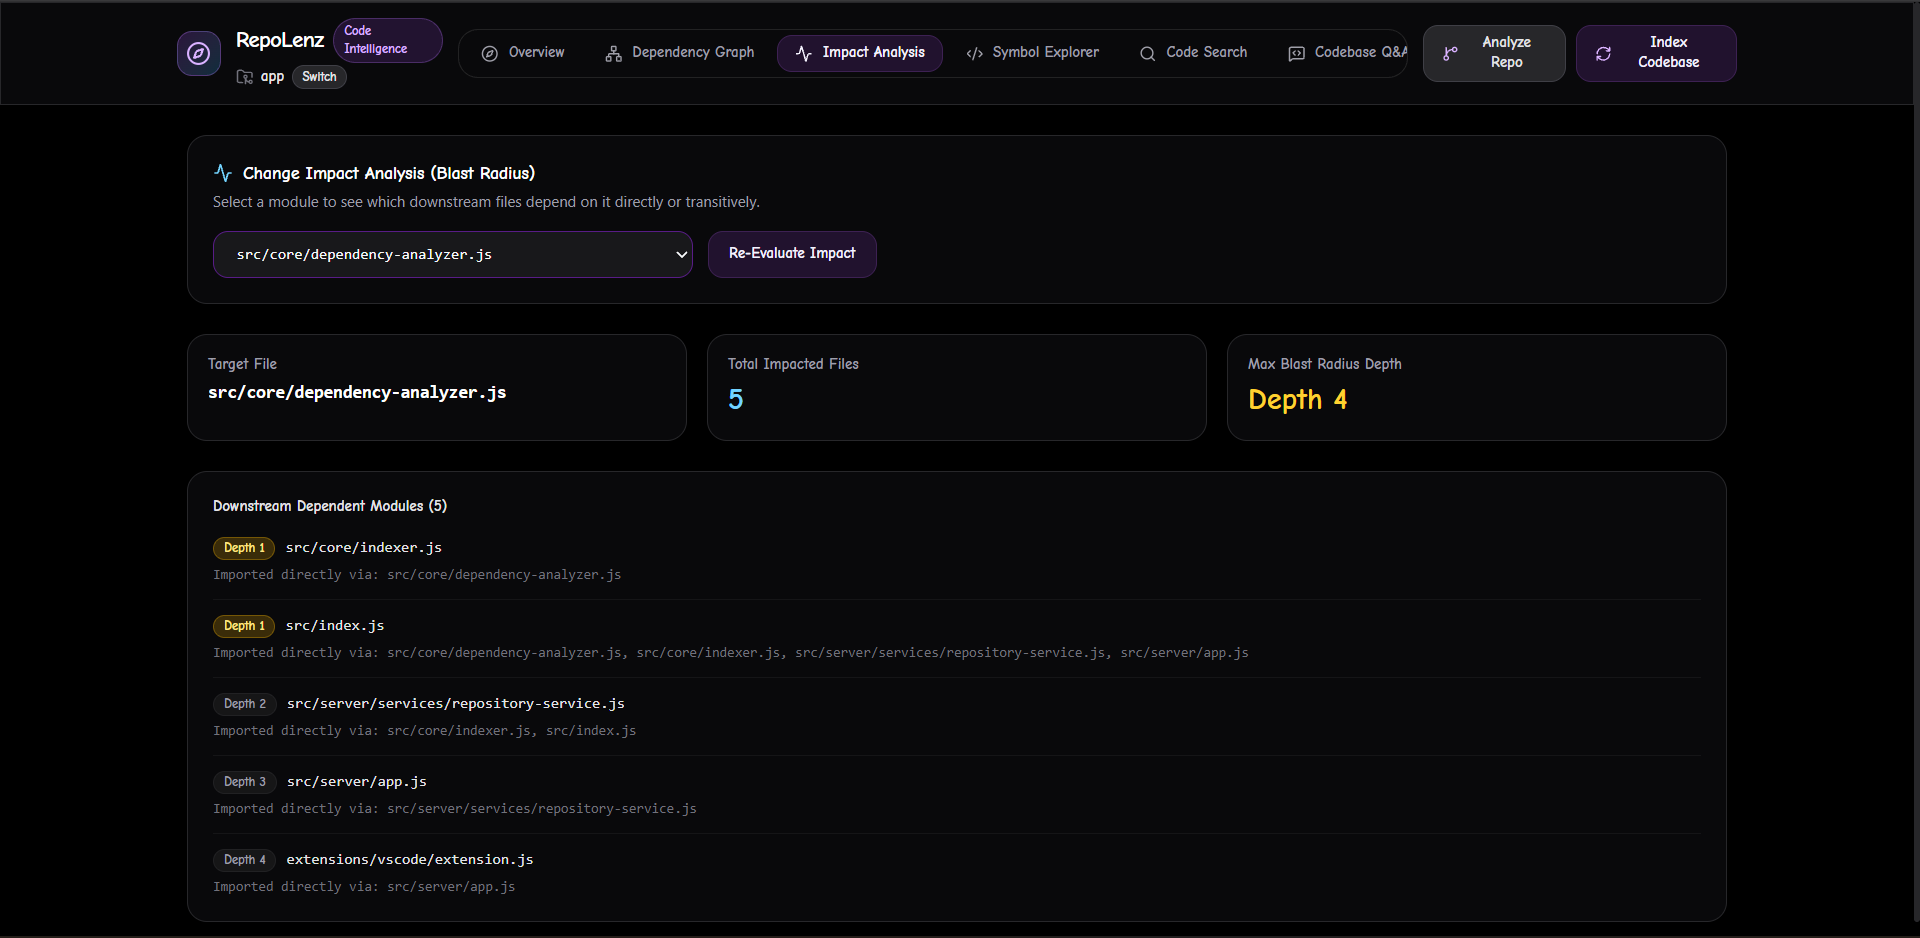 RepoLenz
Code
Intelligence
app
Switch
Overview
Dependency Graph
Impact Analysis
Symbol Explorer
Code Search
Codebase Q&A
Analyze
Repo
Index
Codebase
Change Impact Analysis (Blast Radius)
Select a module to see which downstream files depend on it directly or transitively.
src/core/dependency-analyzer.js
Re-Evaluate Impact
Target File
src/core/dependency-analyzer.js
Total Impacted Files
5
Max Blast Radius Depth
Depth 4
Downstream Dependent Modules (5)
Depth 1 src/core/indexer.js
Imported directly via: src/core/dependency-analyzer.js
Depth 1 src/index.js
Imported directly via: src/core/dependency-analyzer.js, src/core/indexer.js, src/server/services/repository-service.js, src/server/app.js
Depth 2 src/server/services/repository-service.js
Imported directly via: src/core/indexer.js, src/index.js
Depth 3 src/server/app.js
Imported directly via: src/server/services/repository-service.js
Depth 4 extensions/vscode/extension.js
Imported directly via: src/server/app.js